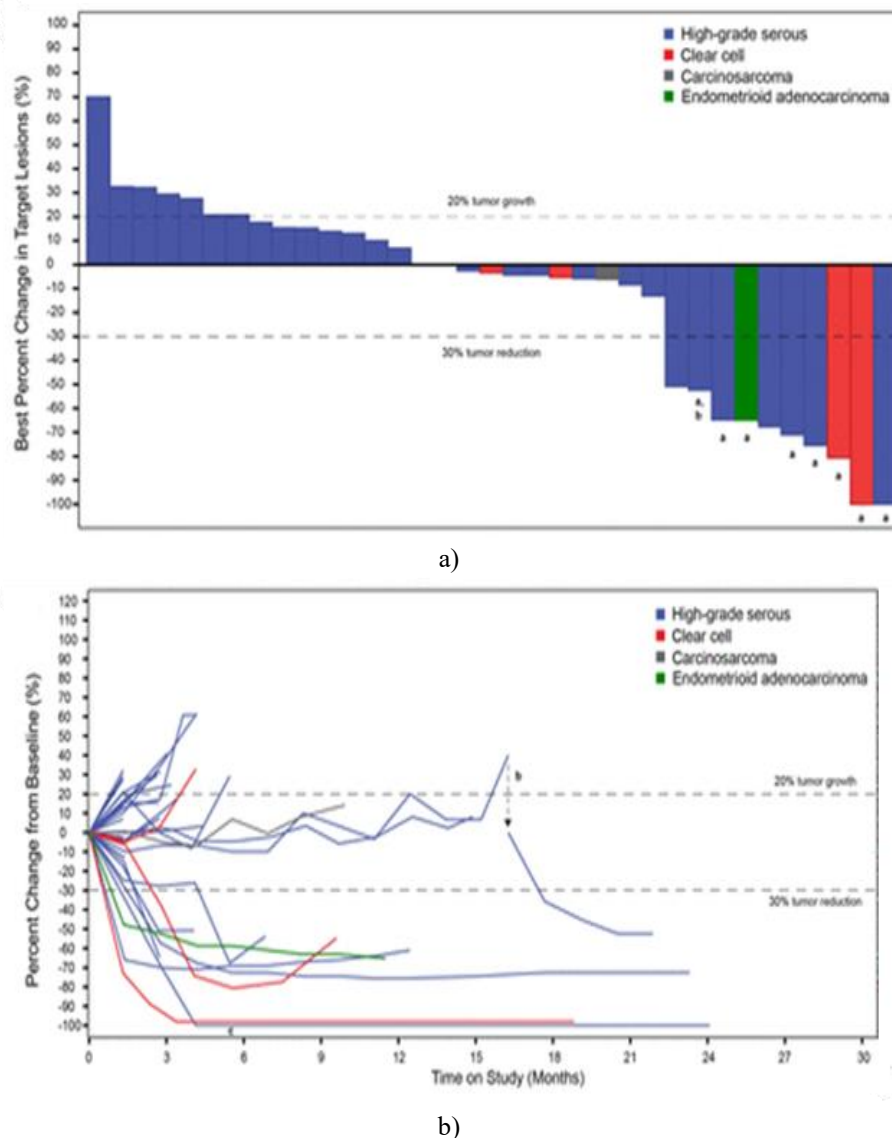 Best Percent Change in Target Lesions (%)
100
90
80
70
60
50
40
30
20
10
0
-10
-20
-30
-40
-50
-60
-70
-80
-90
-100
High-grade serous
Clear cell
Carcinosarcoma
Endometrioid adenocarcinoma
20% tumor growth
30% tumor reduction
a,
b
a
a
a
a
a
a
a
a)
Percent Change from Baseline (%)
120
110
100
90
80
70
60
50
40
30
20
10
0
-10
-20
-30
-40
-50
-60
-70
-80
-90
-100
High-grade serous
Clear cell
Carcinosarcoma
Endometrioid adenocarcinoma
b
20% tumor growth
30% tumor reduction
0
3
6
9
12
15
18
21
24
27
30
Time on Study (Months)
b)